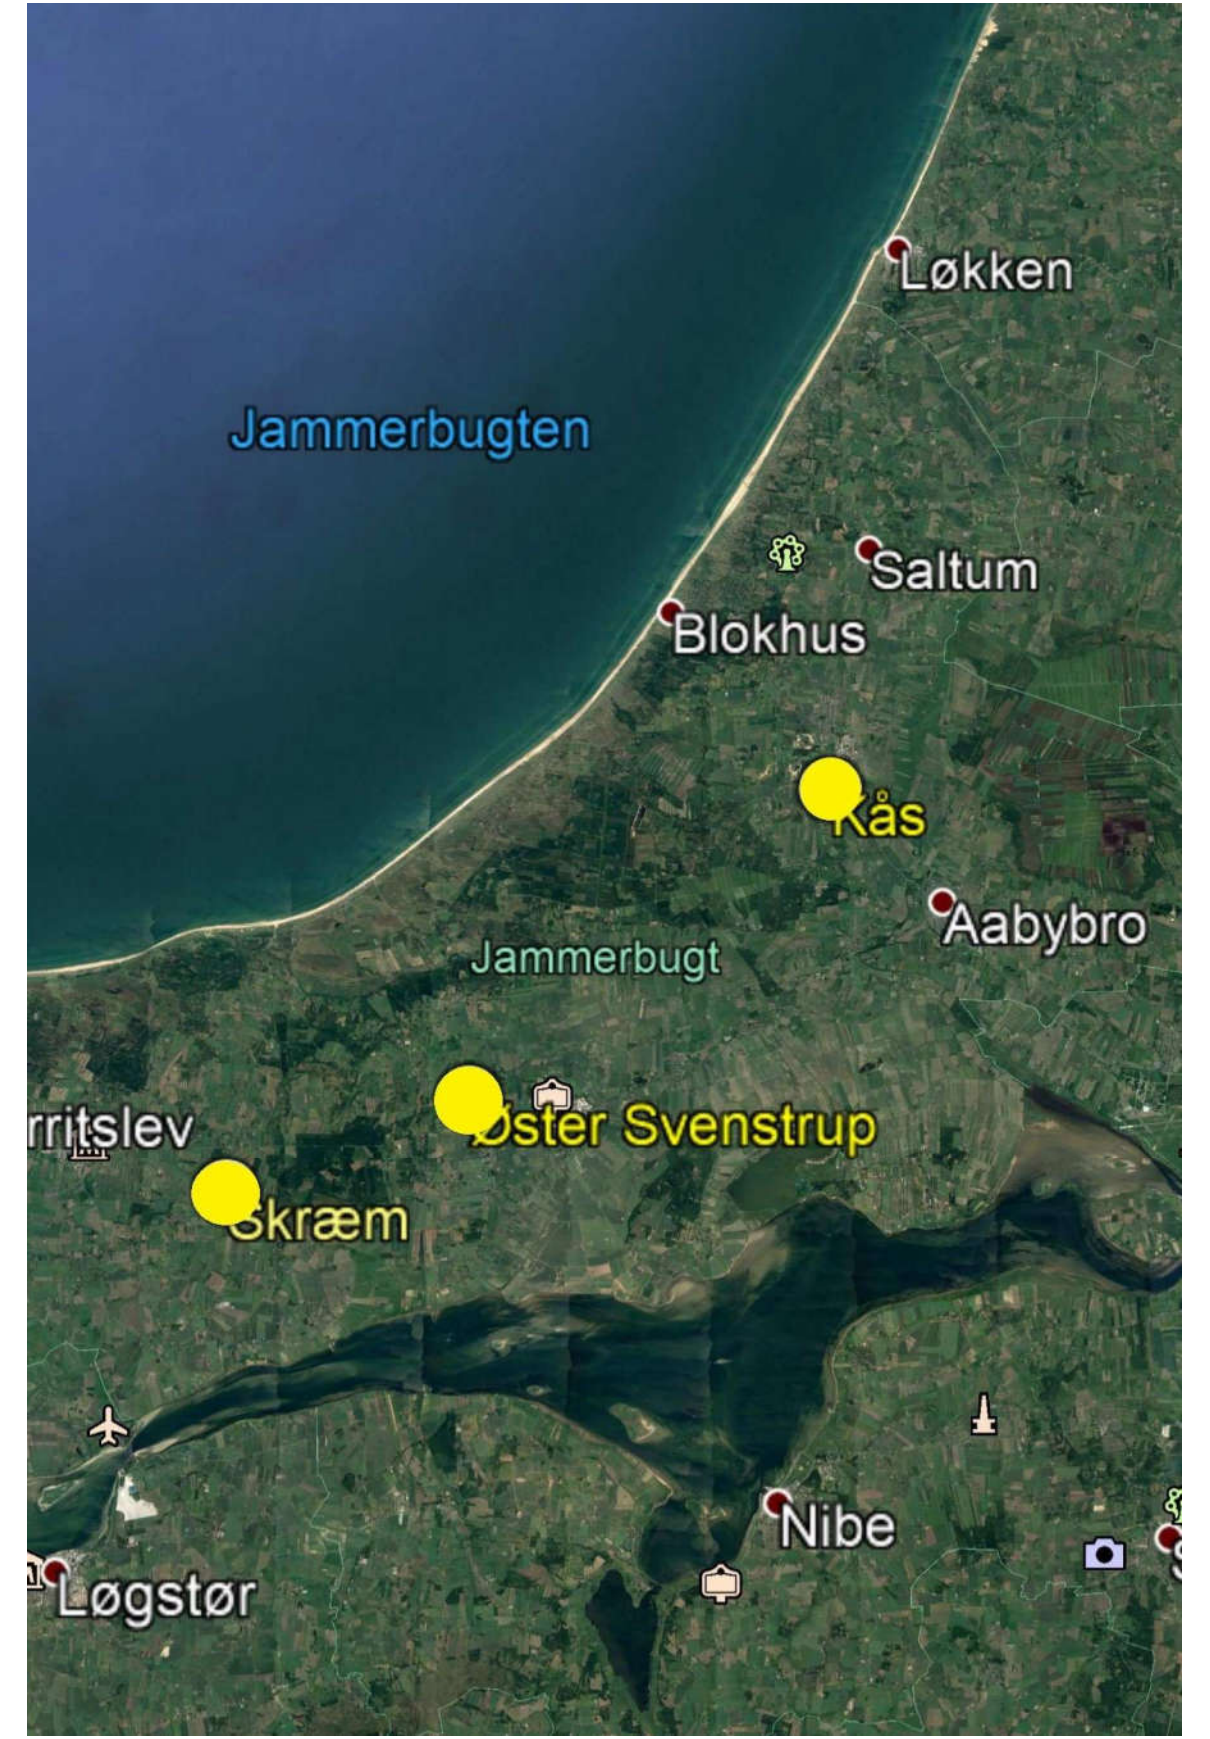 Løkken
Jammerbugten
Saltum
Blokhus
Kås
Aabybro
Jammerbugt
Øster Svenstrup
rritslev
Skræm
Nibe
Løgstør